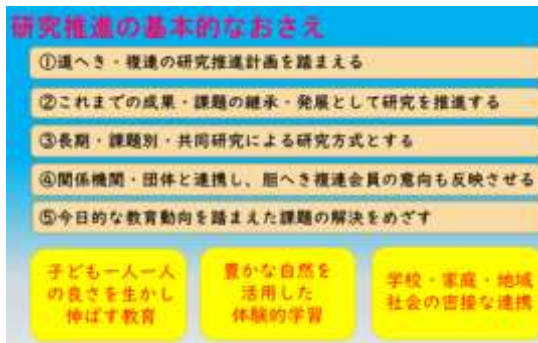 研究推進の基本的なおさえ
①道へき・複連の研究推進計画を踏まえる
②これまでの成果・課題の継承・発展として研究を推進する
③長期・課題別・共同研究による研究方式とする
④関係機関・団体と連携し、胆へき複連会員の意向も反映させる
⑤今日的な教育動向を踏まえた課題の解決をめざす
子ども一人一人
の良さを生かし
伸ばす教育
豊かな自然を
活用した
体験的学習
学校・家庭・地域
社会の密接な連携